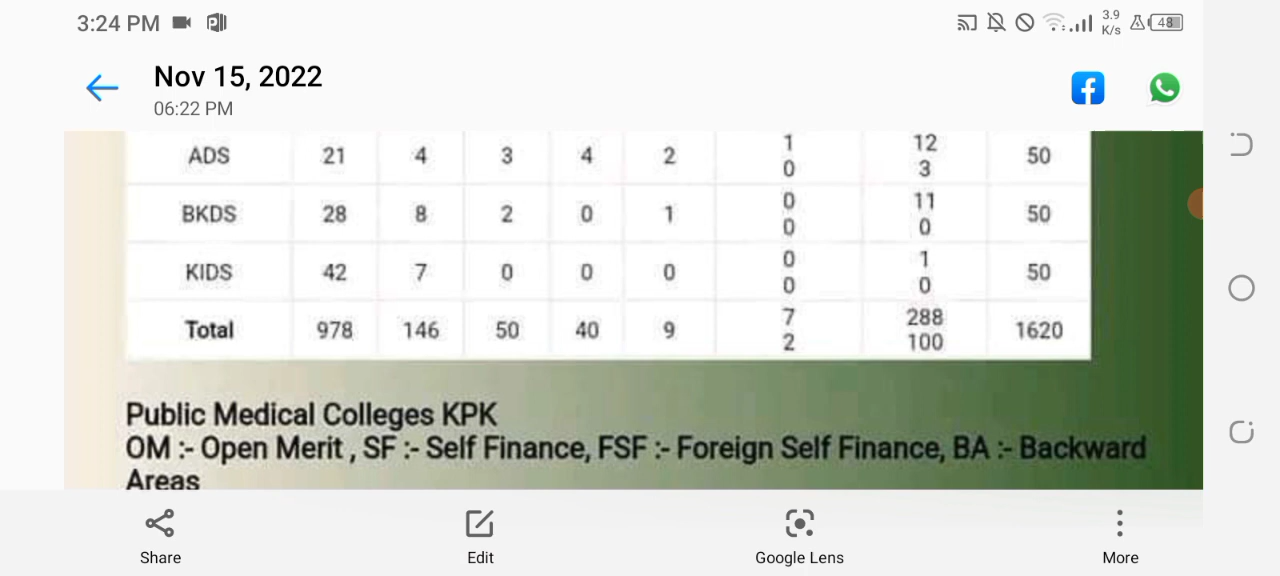 3:24 PM
3.9
K/s
48
Nov 15, 2022
06:22 PM
ADS 21 4 3 4 2 1 12 50
0 3
BKDS 28 8 2 0 1 0 11 50
0 0
KIDS 42 7 0 0 0 0 1 50
0 0
Total 978 146 50 40 9 7 288 1620
2 100
Public Medical Colleges KPK
OM :- Open Merit , SF :- Self Finance, FSF :- Foreign Self Finance, BA :- Backward
Areas
Share Edit Google Lens More